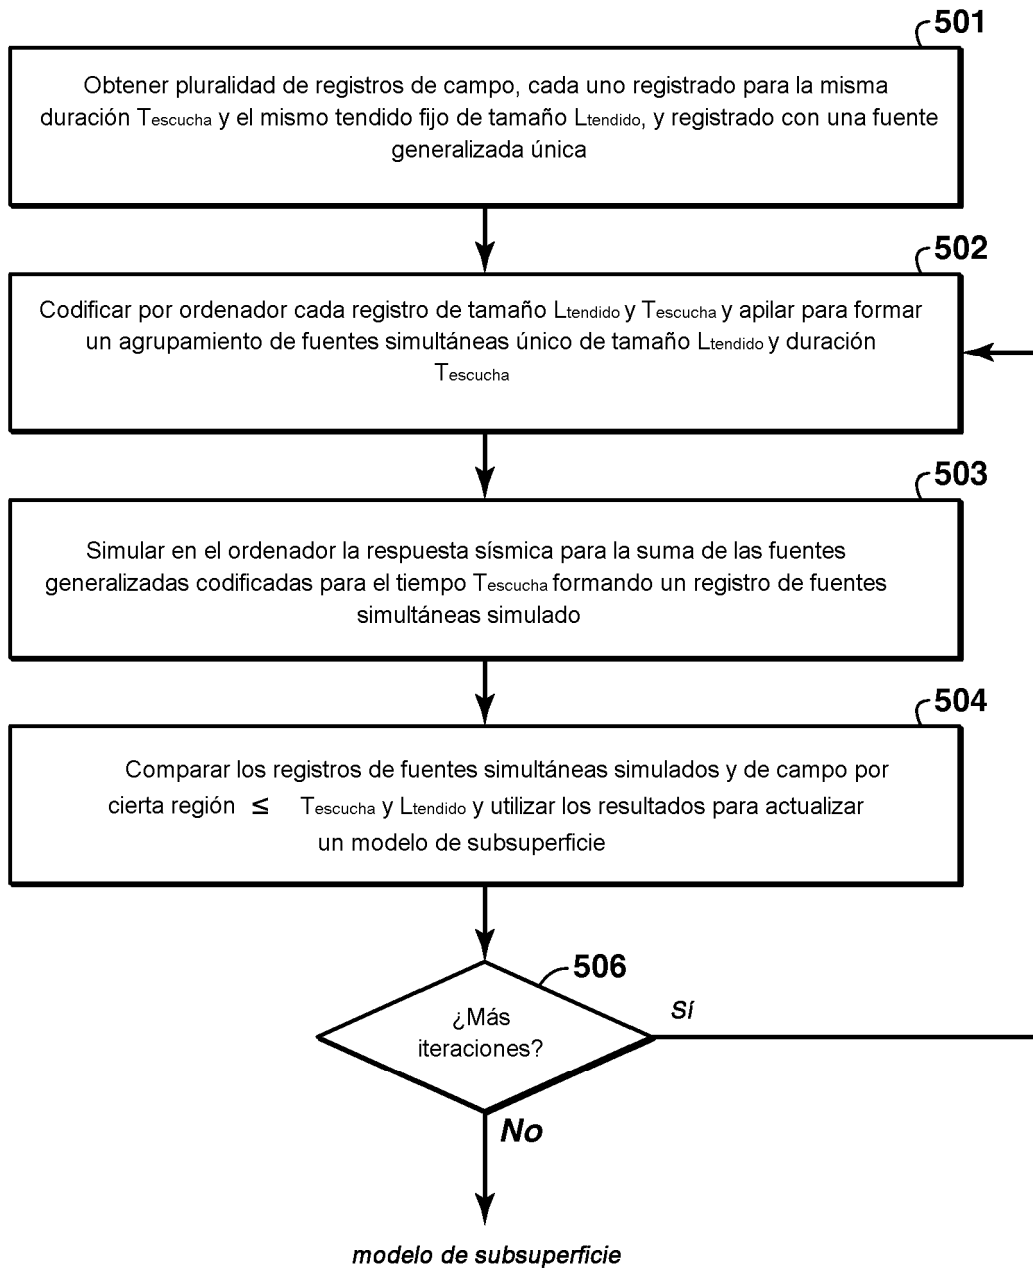 501
Obtener pluralidad de registros de campo, cada uno registrado para la misma
duración Tescucha y el mismo tendido fijo de tamaño Ltendido, y registrado con una fuente
generalizada única
502
Codificar por ordenador cada registro de tamaño Ltendido y Tescucha y apilar para formar
un agrupamiento de fuentes simultáneas único de tamaño Ltendido y duración
Tescucha
503
Simular en el ordenador la respuesta sísmica para la suma de las fuentes
generalizadas codificadas para el tiempo Tescucha formando un registro de fuentes
simultáneas simulado
504
Comparar los registros de fuentes simultáneas simulados y de campo por
cierta región ≤ Tescucha y Ltendido y utilizar los resultados para actualizar
un modelo de subsuperficie
506
¿Más
iteraciones?
Sí
No
modelo de subsuperficie